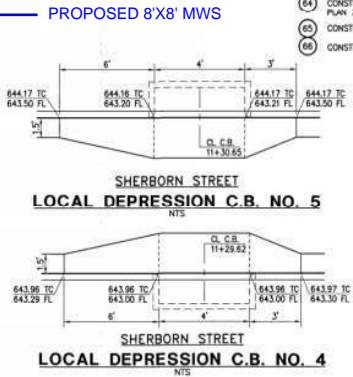 PROPOSED 8'X8' MWS
64 CONST
PLAN
65 CONST
66 CONST
6' 4' 3'
644.17 TC 644.16 TC 644.17 TC 644.17 TC
643.50 FL 643.20 FL 643.21 FL 643.50 FL
1.5'
CL C.B.
11+30.65
SHERBORN STREET
LOCAL DEPRESSION C.B. NO. 5
NTS
CL C.B.
11+29.62
1.5'
643.96 TC 643.96 TC 643.96 TC 643.97 TC
643.29 FL 643.00 FL 643.00 FL 643.30 FL
6' 4' 3'
SHERBORN STREET
LOCAL DEPRESSION C.B. NO. 4
NTS